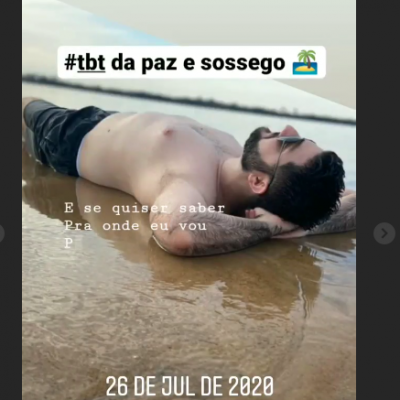 #tbt da paz e sossego 🏝️
E se quiser saber
Pra onde eu vou
P
26 DE JUL DE 2020